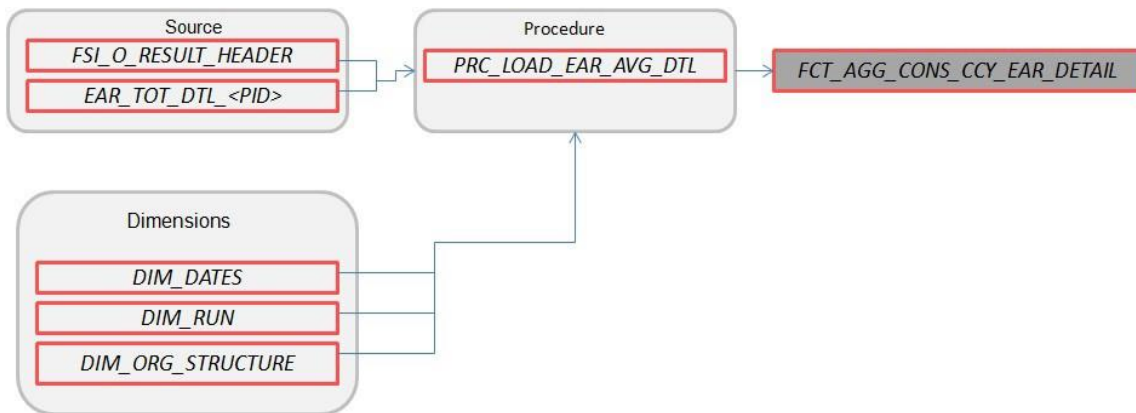 Source
FSI_O_RESULT_HEADER
EAR_TOT_DTL_<PID>
Procedure
PRC_LOAD_EAR_AVG_DTL
FCT_AGG_CONS_CCY_EAR_DETAIL
Dimensions
DIM_DATES
DIM_RUN
DIM_ORG_STRUCTURE